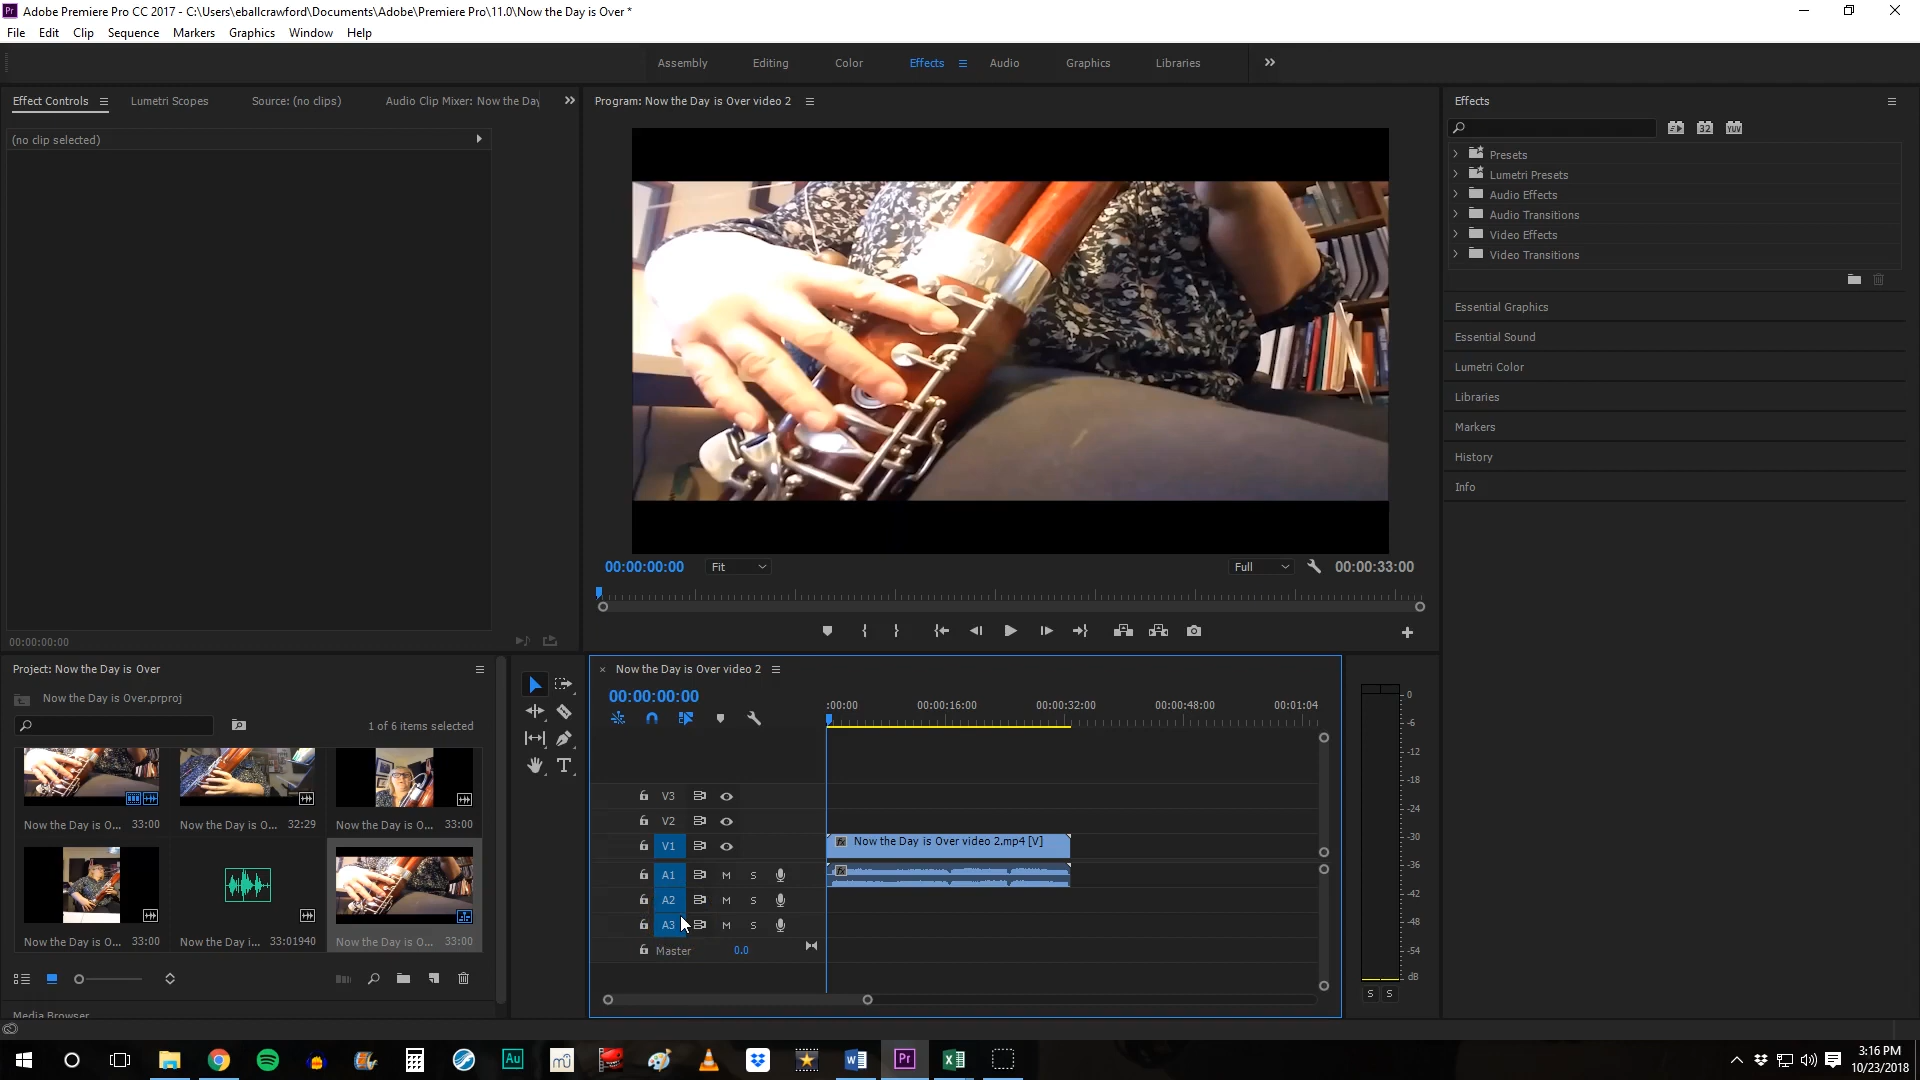 Adobe Premiere Pro CC 2017 - C:\Users\eballcrawford\Documents\Adobe\Premiere Pro\11.0\Now the Day is Over *
File Edit Clip Sequence Markers Graphics Window Help
Assembly Editing Color Effects Audio Graphics Libraries
Effect Controls Lumetri Scopes Source: (no clips) Audio Clip Mixer: Now the Day
(no clip selected)
00:00:00:00
Program: Now the Day is Over video 2
00:00:00:00 Fit Full 00:00:33:00
Effects
32 YUV
Presets
Lumetri Presets
Audio Effects
Audio Transitions
Video Effects
Video Transitions
Essential Graphics
Essential Sound
Lumetri Color
Libraries
Markers
History
Info
Project: Now the Day is Over
Now the Day is Over.prproj
1 of 6 items selected
Now the Day is O... 33:00 Now the Day is O... 32:29 Now the Day is O... 33:00
Now the Day is O... 33:00 Now the Day i... 33:01940 Now the Day is O... 33:00
Media Browser
T
Now the Day is Over video 2
00:00:00:00
:00:00 00:00:16:00 00:00:32:00 00:00:48:00 00:01:04
V3
V2
V1 fx Now the Day is Over video 2.mp4 [V]
A1 M S fx
A2 M S
A3 M S
Master 0.0
0
-6
-12
-18
-24
-30
-36
-42
-48
-54
dB
S S
Au mü W Pr X
3:16 PM
10/23/2018